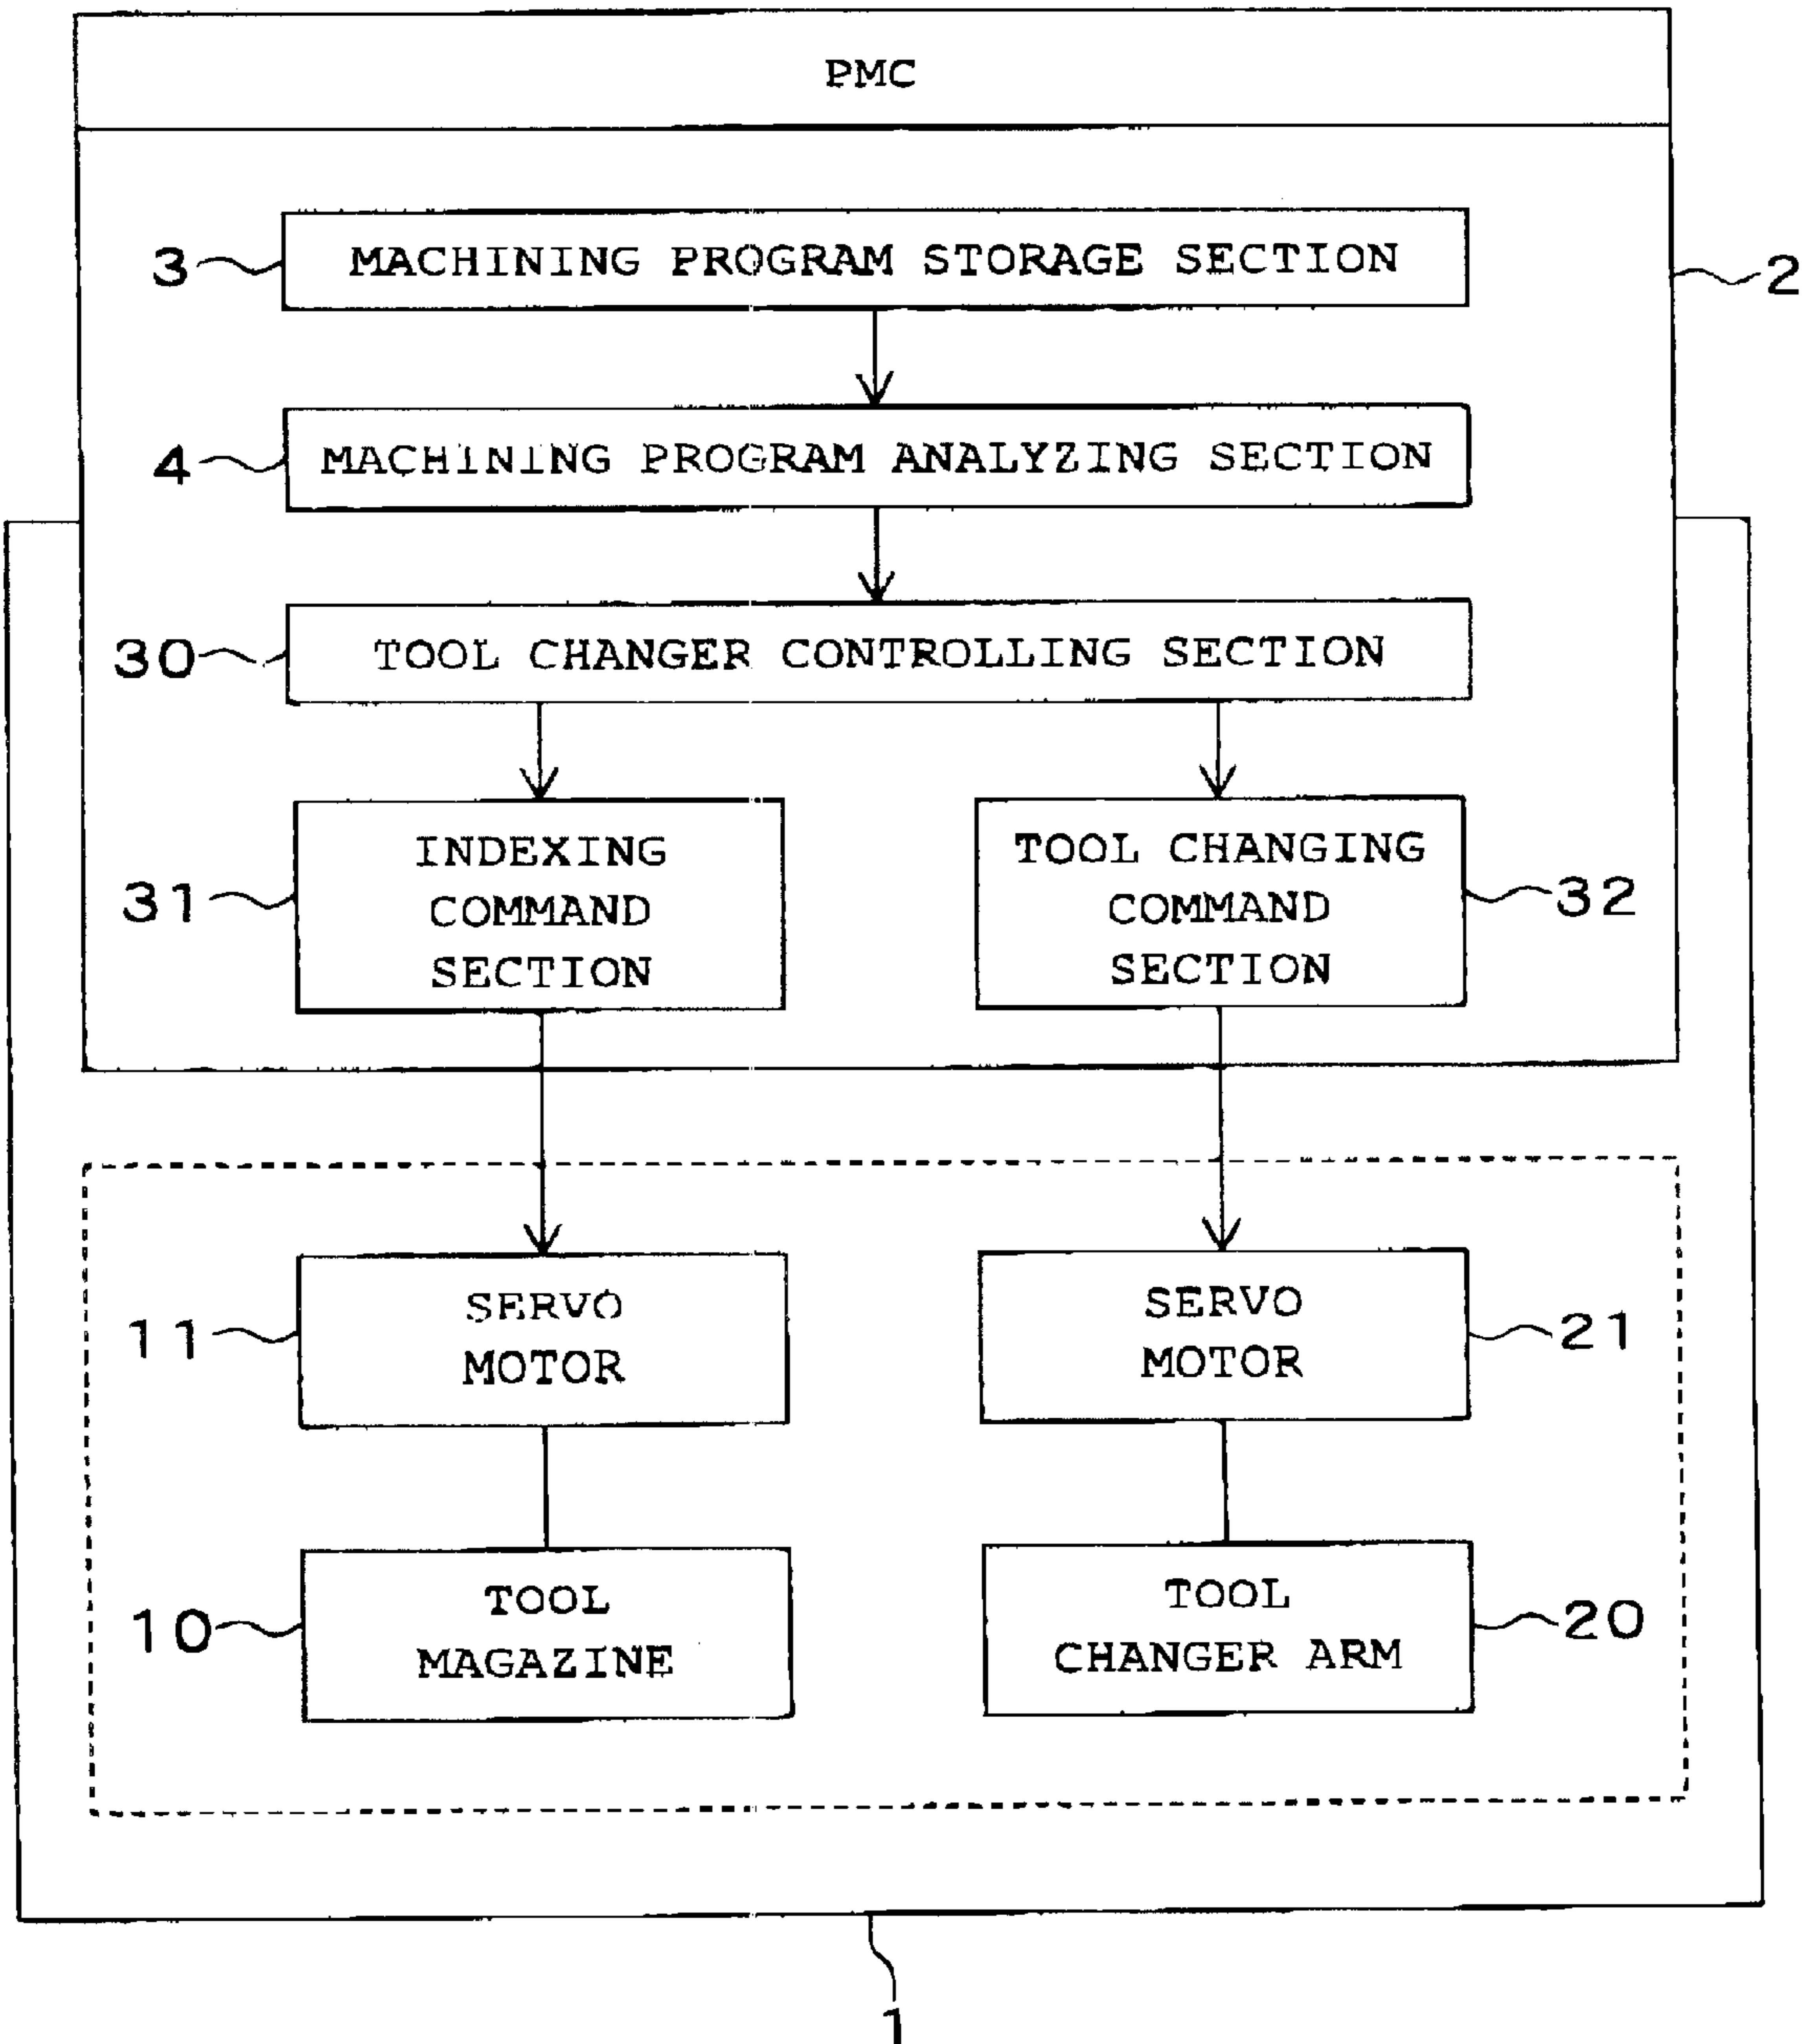 PMC
3 MACHINING PROGRAM STORAGE SECTION 2
4 MACHINING PROGRAM ANALYZING SECTION
30 TOOL CHANGER CONTROLLING SECTION
31
INDEXING
COMMAND
SECTION
TOOL CHANGING
COMMAND
SECTION
32
11
SERVO
MOTOR
SERVO
MOTOR
21
10
TOOL
MAGAZINE
TOOL
CHANGER ARM
20
1